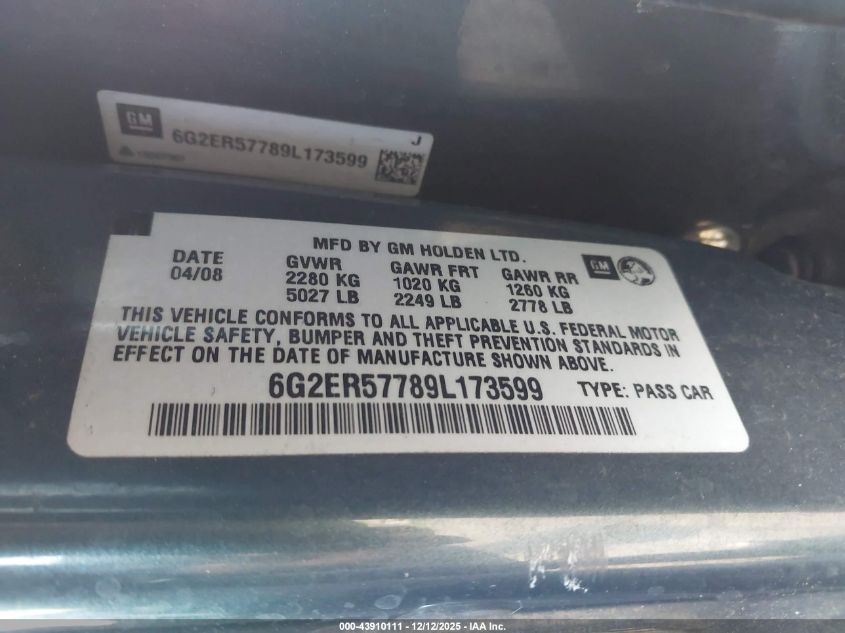 GM
J
6G2ER57789L173599
MFD BY GM HOLDEN LTD.
GM
DATE GVWR GAWR FRT GAWR RR
04/08 2280 KG 1020 KG 1260 KG
5027 LB 2249 LB 2778 LB
THIS VEHICLE CONFORMS TO ALL APPLICABLE U.S. FEDERAL MOTOR
VEHICLE SAFETY, BUMPER AND THEFT PREVENTION STANDARDS IN
EFFECT ON THE DATE OF MANUFACTURE SHOWN ABOVE.
6G2ER57789L173599 TYPE: PASS CAR
000-43910111 - 12/12/2025 - IAA Inc.